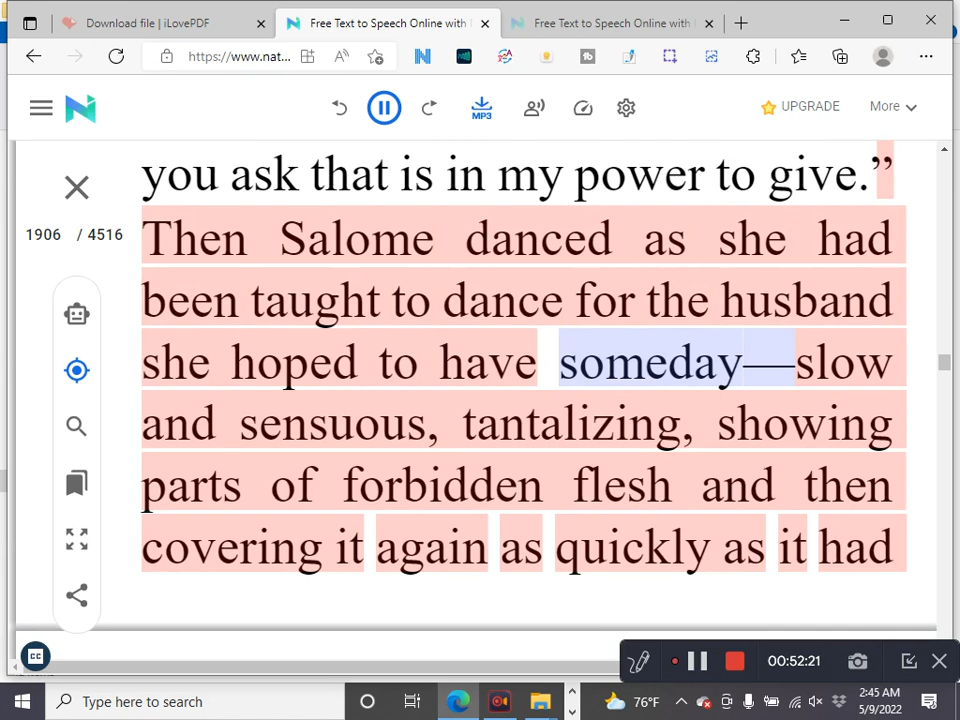 Download file | iLovePDF
Free Text to Speech Online with
Free Text to Speech Online with
https://www.nat...
UPGRADE
More
MP3
1906 / 4516
you ask that is in my power to give.”
Then Salome danced as she had
been taught to dance for the husband
she hoped to have someday—slow
and sensuous, tantalizing, showing
parts of forbidden flesh and then
covering it again as quickly as it had
CC
00:52:21
Type here to search
76°F
2:45 AM
5/9/2022